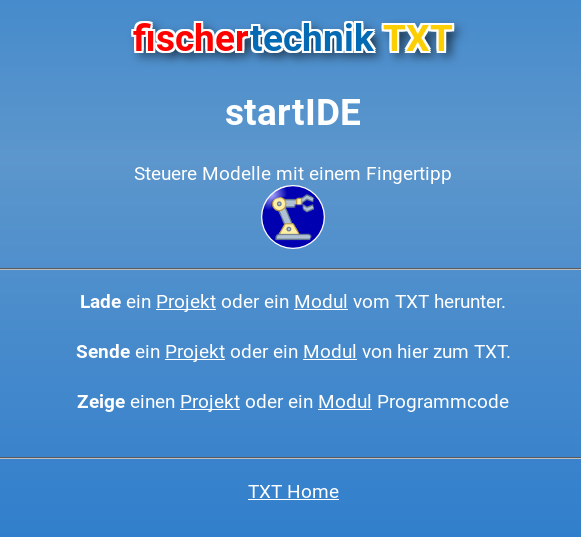 fischertechnik TXT
startIDE
Steuere Modelle mit einem Fingertipp
Lade ein Projekt oder ein Modul vom TXT herunter.
Sende ein Projekt oder ein Modul von hier zum TXT.
Zeige einen Projekt oder ein Modul Programmcode
TXT Home